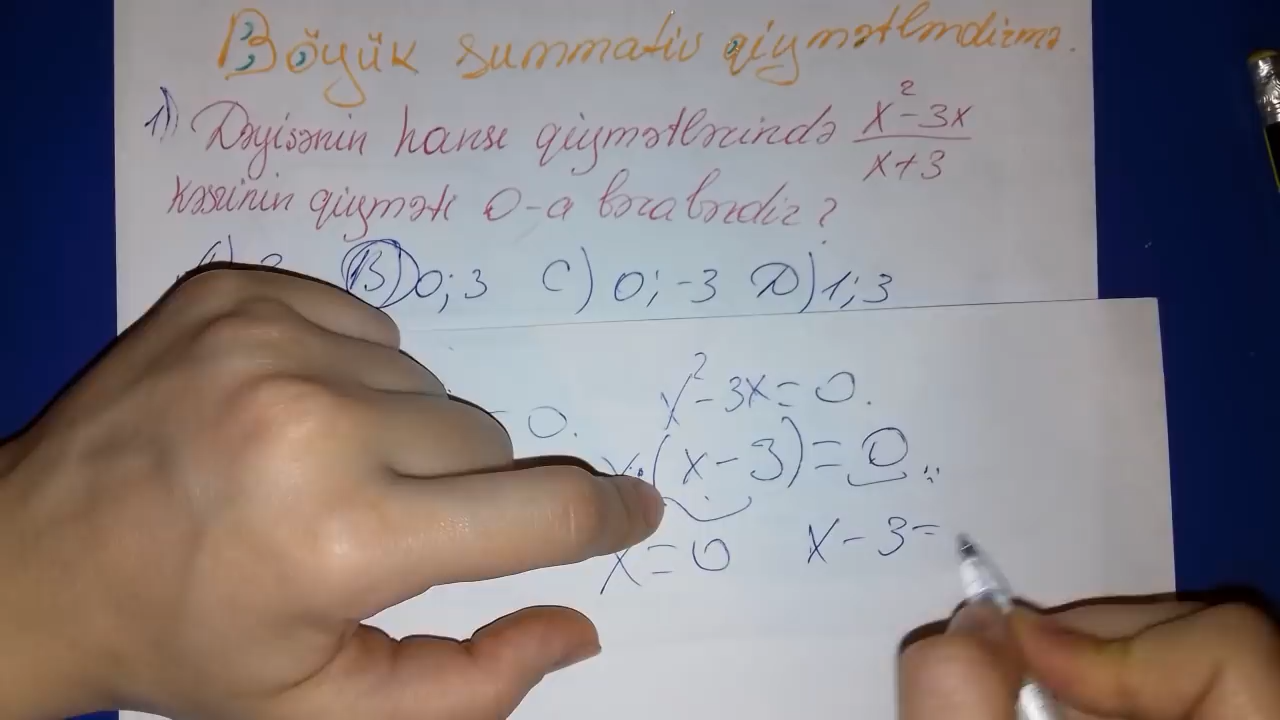 Böyük summativ qiymətləndirmə.
1) Dəyişənin hansı qiymətlərində x²-3x / x+3
kəsrinin qiyməti 0-a bərabərdir?
B) 0; 3 C) 0; -3 D) 1; 3
x²-3x=0.
= 0.
x·(x-3)=0
x=0 x-3=